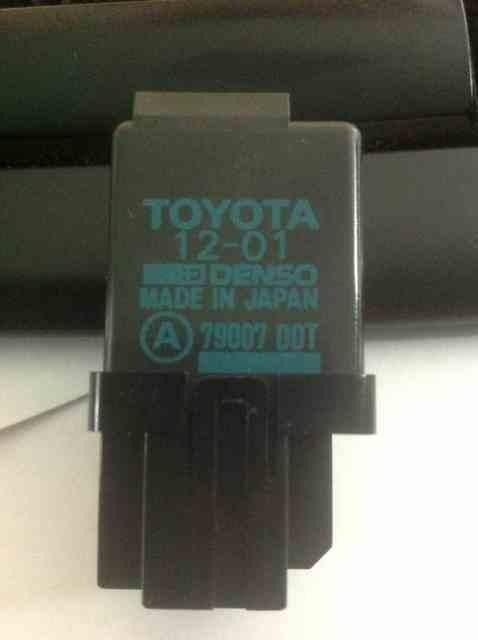 TOYOTA
12-01
DENSO
MADE IN JAPAN
A 79007 00T